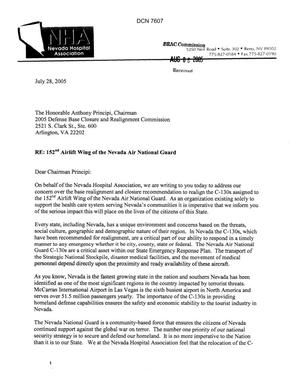 DCN 7607
NHA
Nevada Hospital
Association
BRAC Commission
5250 Neil Road • Suite 302 • Reno, NV 89502
775-827-0184 • Fax 775-827-0190
AUG 05 2005
Received
July 28, 2005
The Honorable Anthony Principi, Chairman
2005 Defense Base Closure and Realignment Commission
2521 S. Clark St., Ste. 600
Arlington, VA 22202
RE: 152nd Airlift Wing of the Nevada Air National Guard
Dear Chairman Principi:
On behalf of the Nevada Hospital Association, we are writing to you today to address our
concern over the base realignment and closure recommendation to realign the C-130s assigned to
the 152nd Airlift Wing of the Nevada Air National Guard. As an organization existing solely to
support the health care system serving Nevada's communities it is imperative that we inform you
of the serious impact this will place on the lives of the citizens of this State.
Every state, including Nevada, has a unique environment and concerns based on the threats,
social culture, geographic and demographic nature of their region. In Nevada the C-130s, which
have been recommended for realignment, are a critical part of our ability to respond in a timely
manner to any emergency whether it be city, county, state or federal. The Nevada Air National
Guard C-130s are a critical asset within our State Emergency Response Plan. The transport of
the Strategic National Stockpile, disaster medical facilities, and the movement of medical
personnel depend directly upon the proximity and ready availability of these aircraft.
As you know, Nevada is the fastest growing state in the nation and southern Nevada has been
identified as one of the most significant regions in the country impacted by terrorist threats.
McCarran International Airport in Las Vegas is the sixth busiest airport in North America and
serves over 51.5 million passengers yearly. The importance of the C-130s in providing
homeland defense capabilities ensures the safety and economic stability to the tourist industry in
Nevada.
The Nevada National Guard is a community-based force that ensures the citizens of Nevada
continued support against the global war on terror. The number one priority of our national
security strategy is to secure and defend our homeland. It is no more imperative to the Nation
than it is to our State. We at the Nevada Hospital Association feel that the relocation of the C-
1